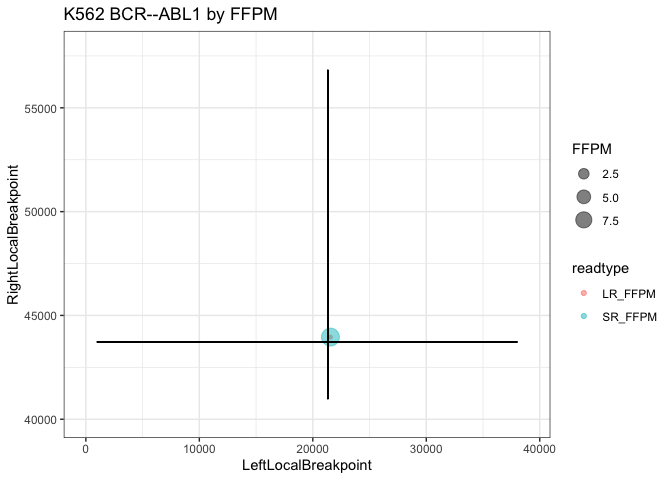 K562 BCR--ABL1 by FFPM
RightLocalBreakpoint
55000
50000
45000
40000
0
10000
20000
30000
40000
LeftLocalBreakpoint
FFPM
2.5
5.0
7.5
readtype
LR_FFPM
SR_FFPM